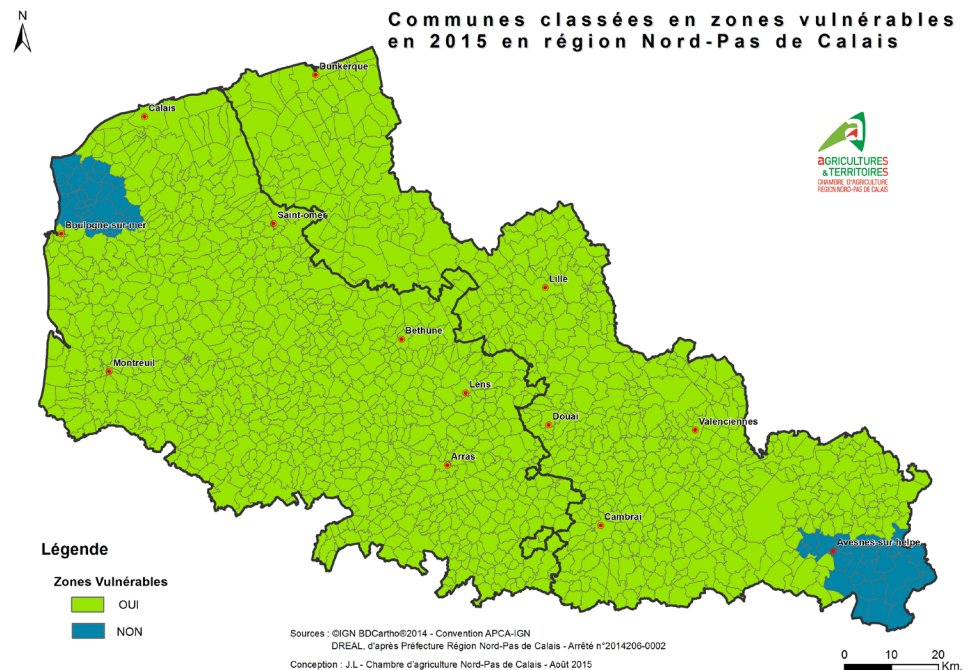 Communes classées en zones vulnérables
en 2015 en région Nord-Pas de Calais
N
Dunkerque
Calais
AGRICULTURES
& TERRITOIRES
CHAMBRE D'AGRICULTURE
RÉGION NORD-PAS DE CALAIS
Saint-omer
Boulogne-sur-mer
Lille
Bethune
Montreuil
Lens
Douai
Valenciennes
Arras
Cambrai
Avesnes-sur-helpe
Légende
Zones Vulnérables
OUI
NON
Sources : ©IGN BDCartho®2014 - Convention APCA-IGN
DREAL, d'après Préfecture Région Nord-Pas de Calais - Arrêté n°2014206-0002
Conception : J.L - Chambre d'agriculture Nord-Pas de Calais - Août 2015
0 10 20
Km.